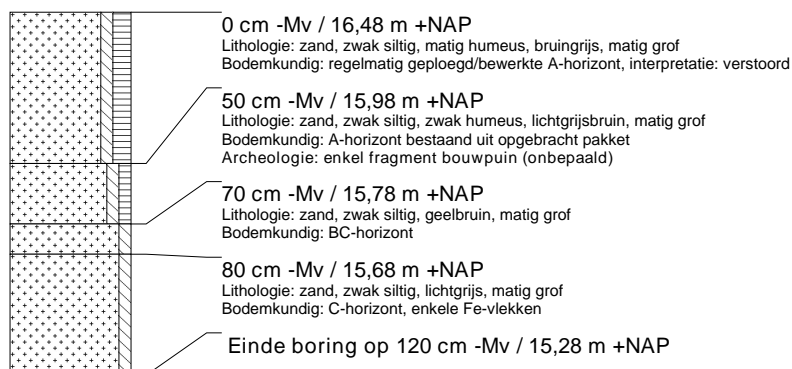 0 cm -Mv / 16,48 m +NAP
Lithologie: zand, zwak siltig, matig humeus, bruingrijs, matig grof
Bodemkundig: regelmatig geploegd/bewerkte A-horizont, interpretatie: verstoord
50 cm -Mv / 15,98 m +NAP
Lithologie: zand, zwak siltig, zwak humeus, lichtgrijsbruin, matig grof
Bodemkundig: A-horizont bestaand uit opgebracht pakket
Archeologie: enkel fragment bouwpuin (onbepaald)
70 cm -Mv / 15,78 m +NAP
Lithologie: zand, zwak siltig, geelbruin, matig grof
Bodemkundig: BC-horizont
80 cm -Mv / 15,68 m +NAP
Lithologie: zand, zwak siltig, lichtgrijs, matig grof
Bodemkundig: C-horizont, enkele Fe-vlekken
Einde boring op 120 cm -Mv / 15,28 m +NAP